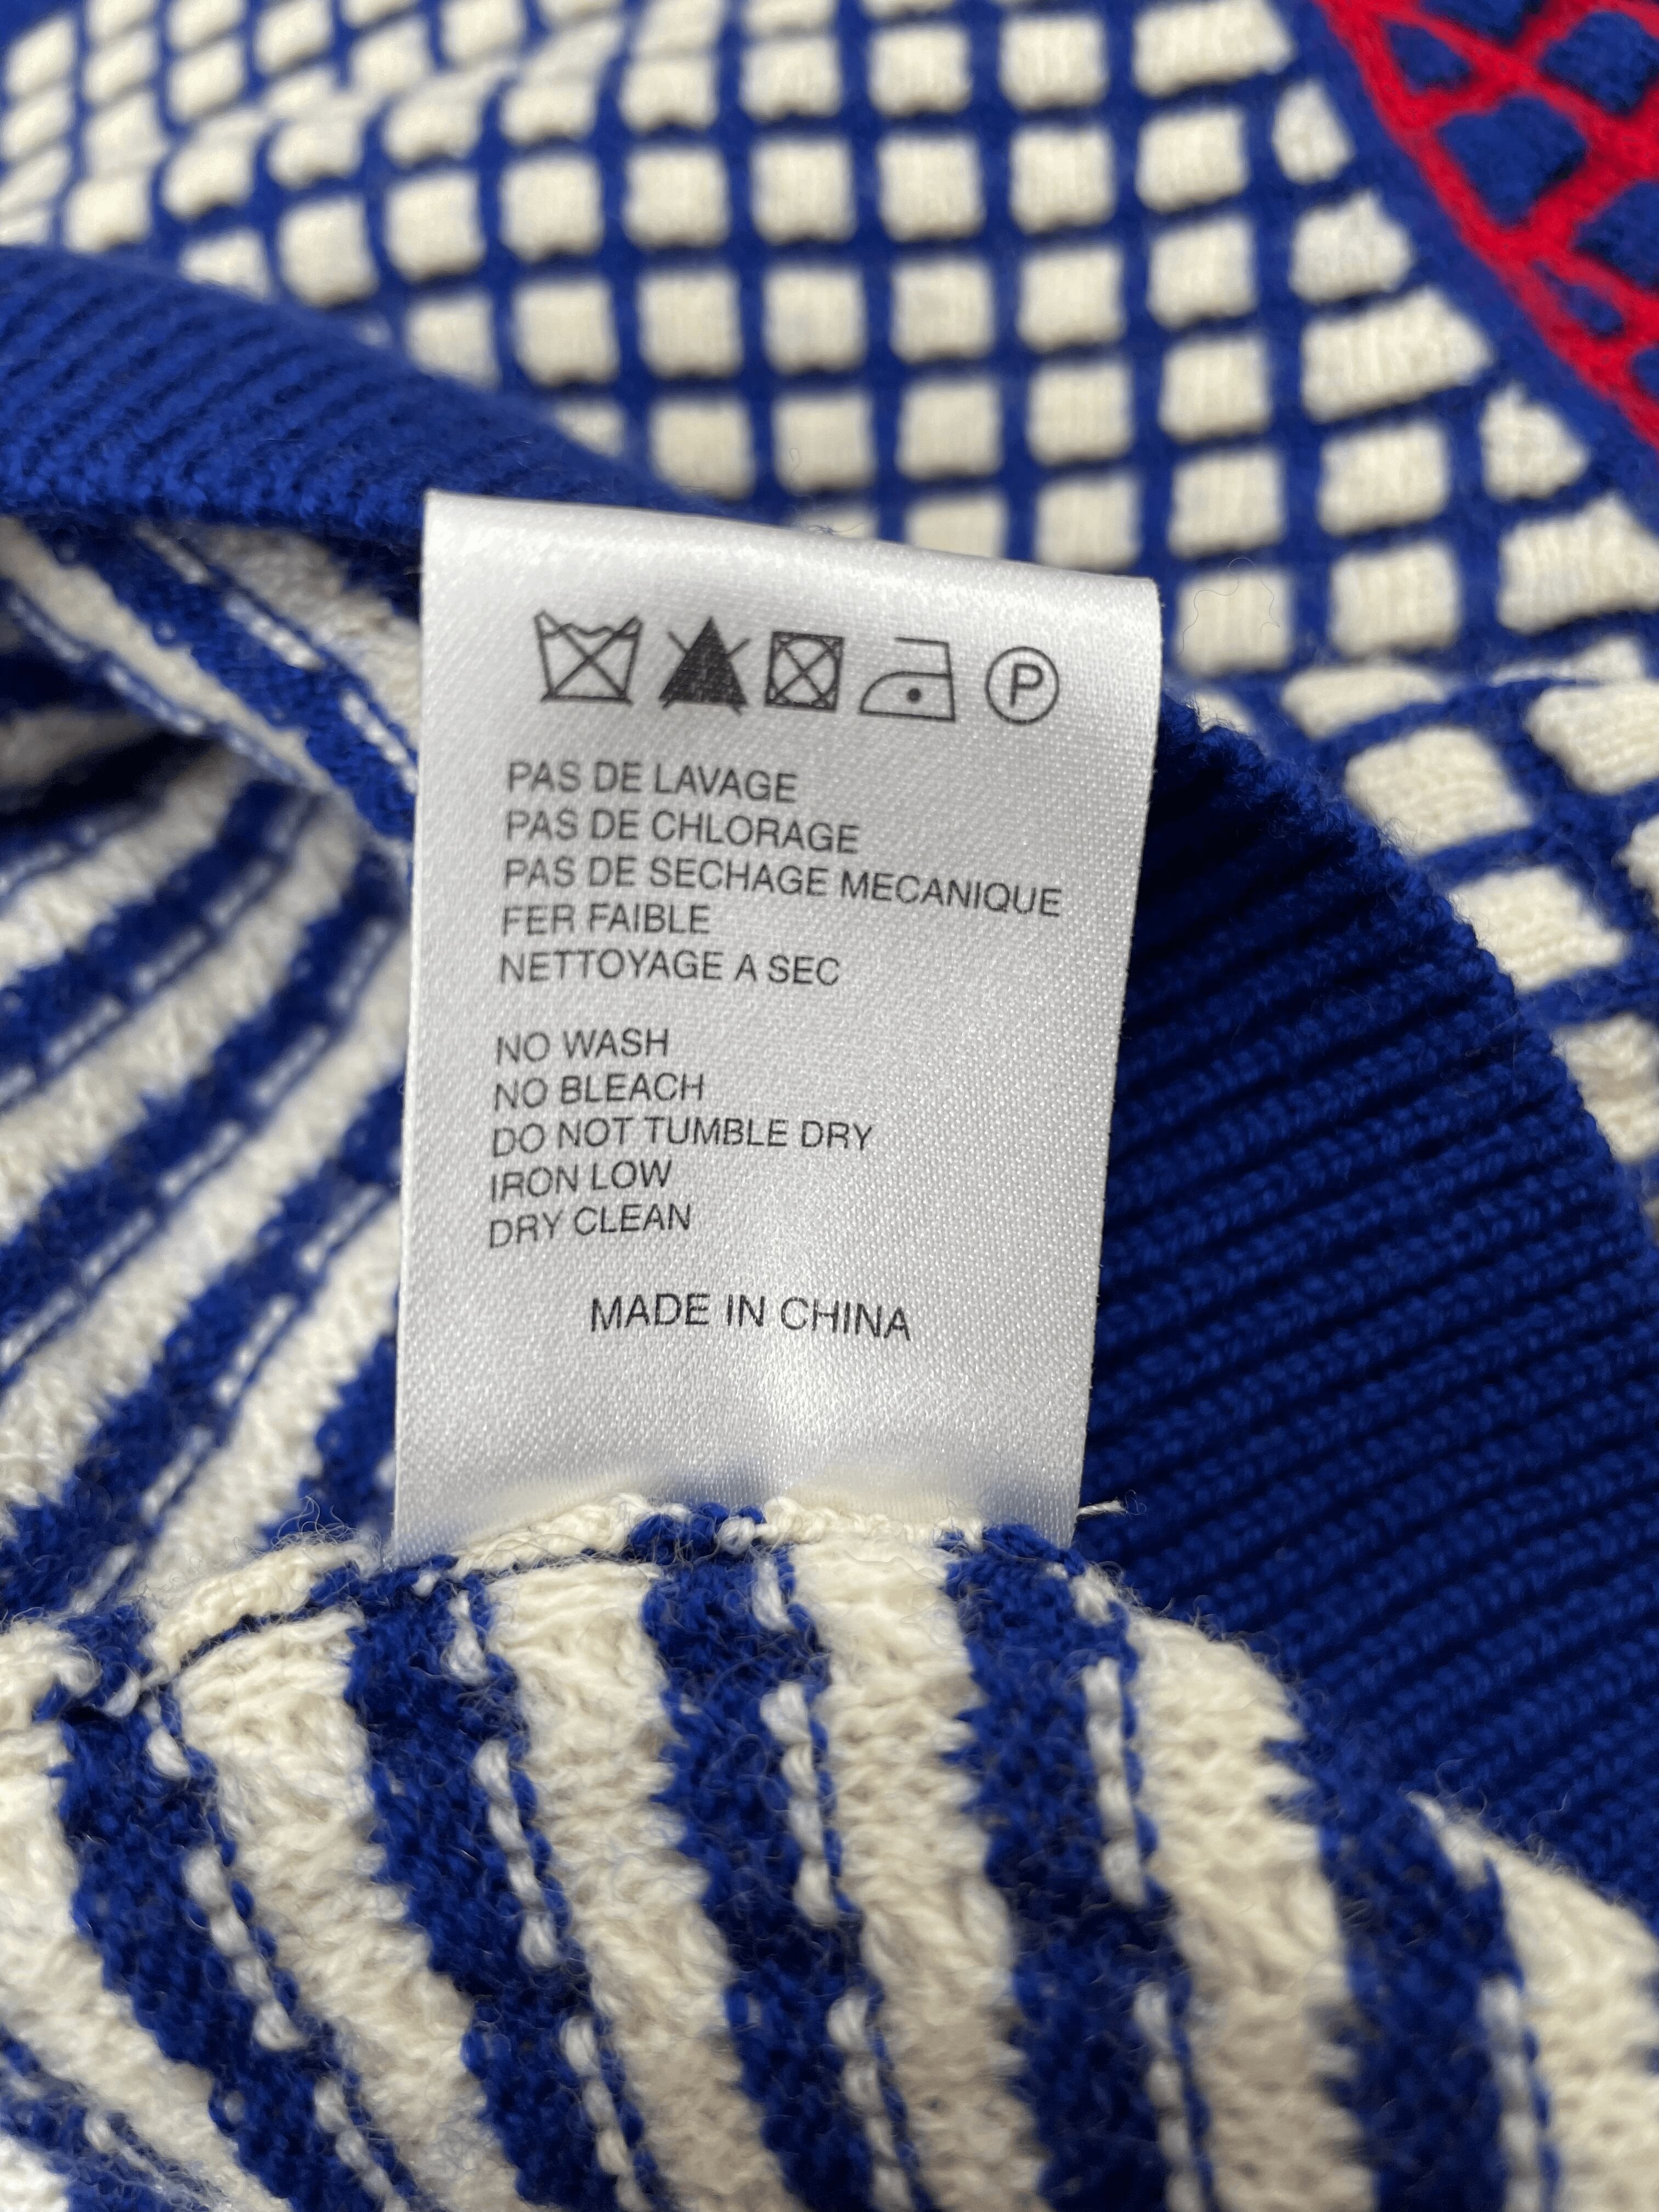 P
PAS DE LAVAGE
PAS DE CHLORAGE
PAS DE SECHAGE MECANIQUE
FER FAIBLE
NETTOYAGE A SEC
NO WASH
NO BLEACH
DO NOT TUMBLE DRY
IRON LOW
DRY CLEAN
MADE IN CHINA